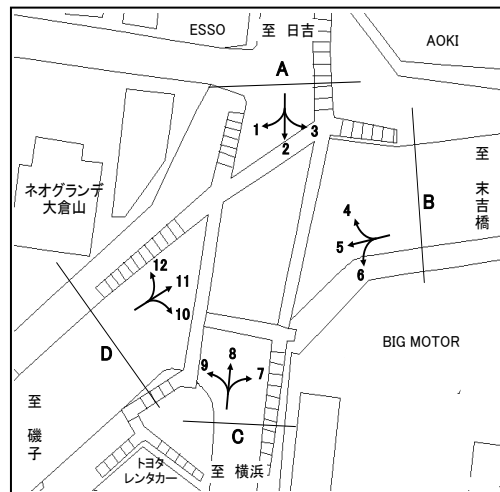 ESSO
至 日吉
AOKI
A
1
2
3
至 末吉橋
B
4
5
6
ネオグランデ
大倉山
12
11
10
D
BIG MOTOR
8
9
7
C
至 磯子
トヨタ
レンタカー
至 横浜